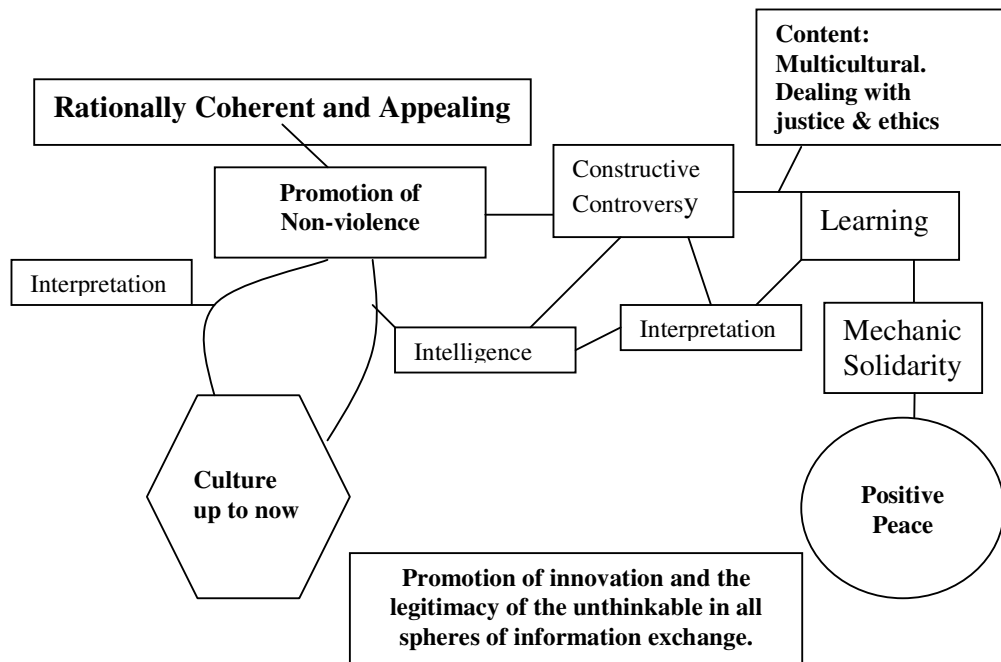 Content:
Multicultural.
Dealing with
justice & ethics
Rationally Coherent and Appealing
Constructive
Controversy
Promotion of
Non-violence
Learning
Interpretation
Intelligence
Interpretation
Mechanic
Solidarity
Culture
up to now
Positive
Peace
Promotion of innovation and the
legitimacy of the unthinkable in all
spheres of information exchange.